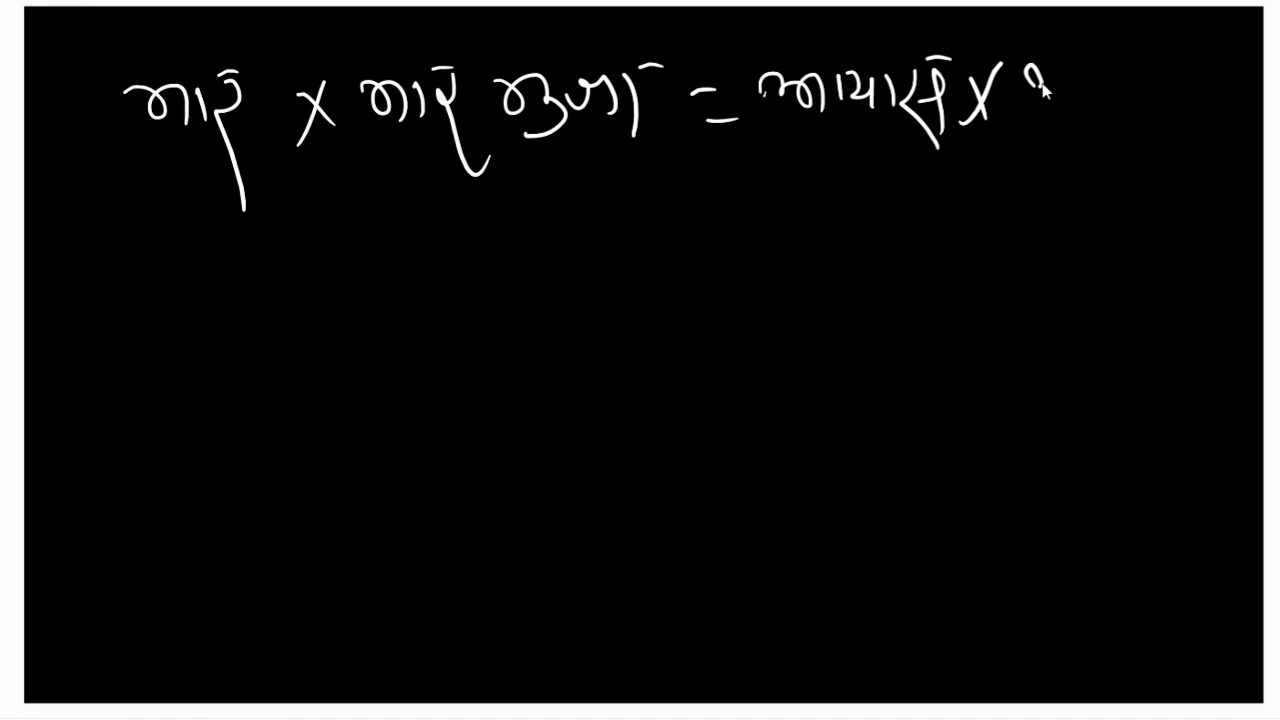 भार × भार भुजा = आयास ×